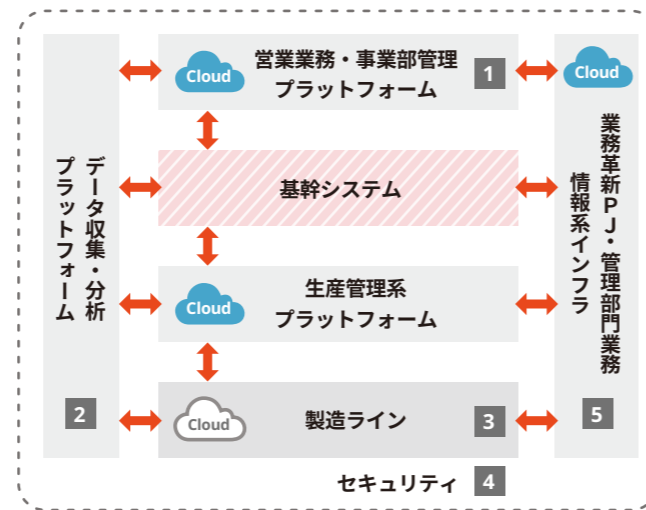 Cloud
営業業務・事業部管理
プラットフォーム
1
Cloud
データ収集・分析
プラットフォーム
2
基幹システム
業務革新PJ・管理部門業務
情報系インフラ
5
Cloud
生産管理系
プラットフォーム
Cloud
製造ライン
3
セキュリティ
4